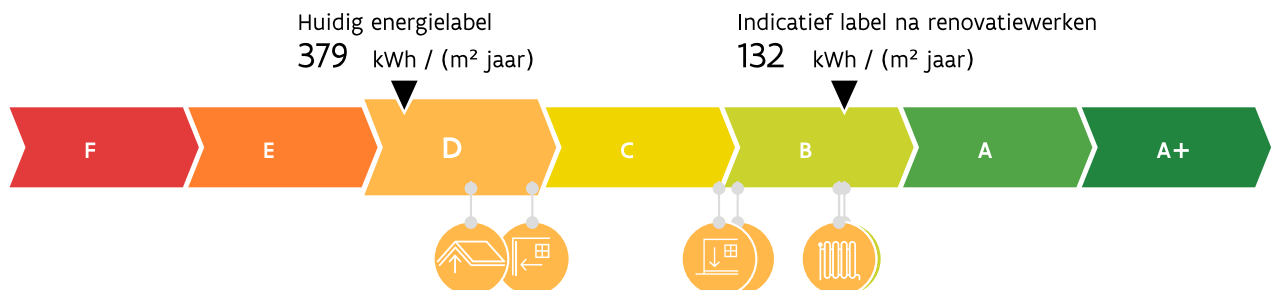 Huidig energielabel
379 kWh / (m² jaar)
Indicatief label na renovatiewerken
132 kWh / (m² jaar)
F E D C B A A+